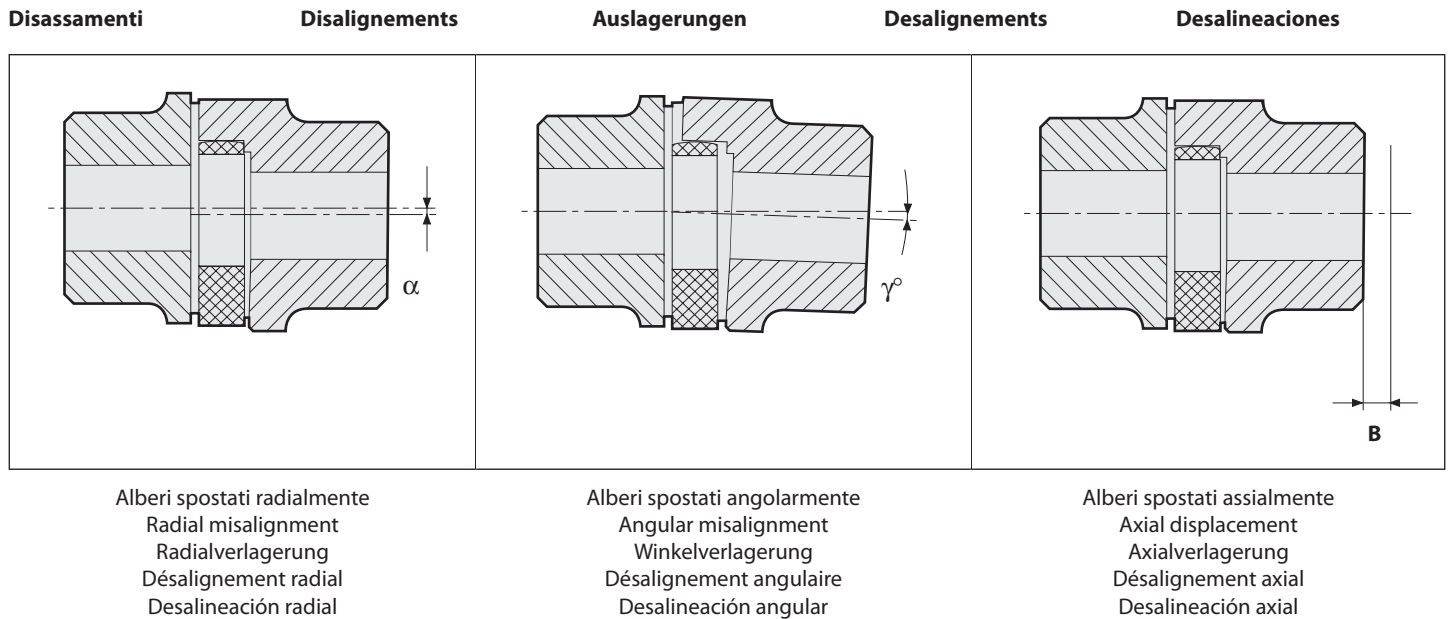 Disassamenti Disalignements Auslagerungen Desalignements Desalineaciones
α
γ°
B
Alberi spostati radialmente
Radial misalignment
Radialverlagerung
Désalignement radial
Desalineación radial
Alberi spostati angolarmente
Angular misalignment
Winkelverlagerung
Désalignement angulaire
Desalineación angular
Alberi spostati assialmente
Axial displacement
Axialverlagerung
Désalignement axial
Desalineación axial